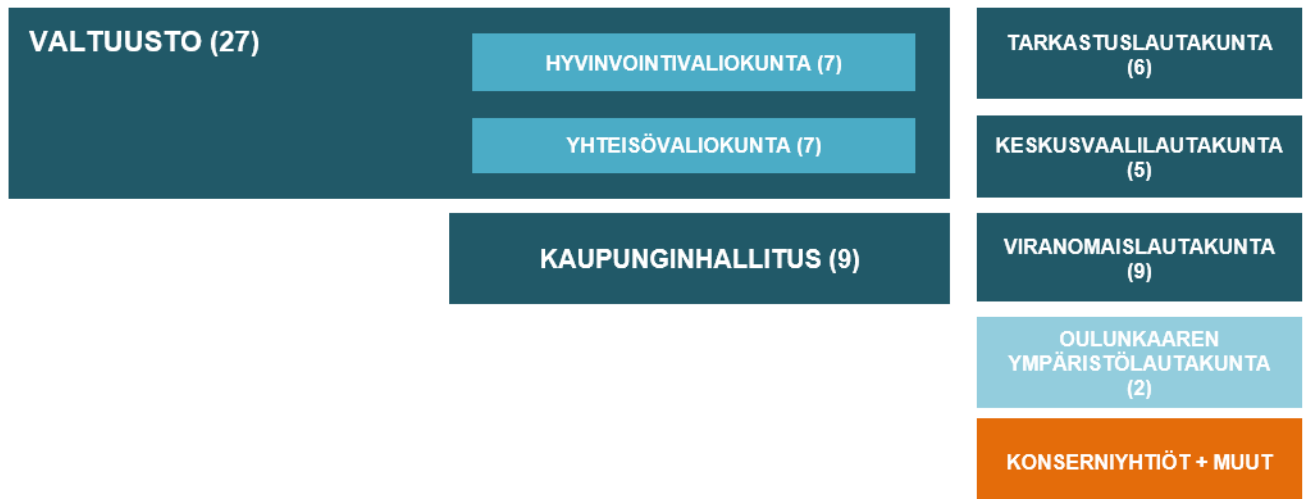 VALTUUSTO (27)
HYVINVOINTIVALIOKUNTA (7)
YHTEISÖVALIOKUNTA (7)
KAUPUNGINHALLITUS (9)
TARKASTUSLAUTAKUNTA
(6)
KESKUSVAALILAUTAKUNTA
(5)
VIRANOMAISLAUTAKUNTA
(9)
OULUNKAAREN
YMPÄRISTÖLAUTAKUNTA
(2)
KONSERNIYHTIÖT + MUUT